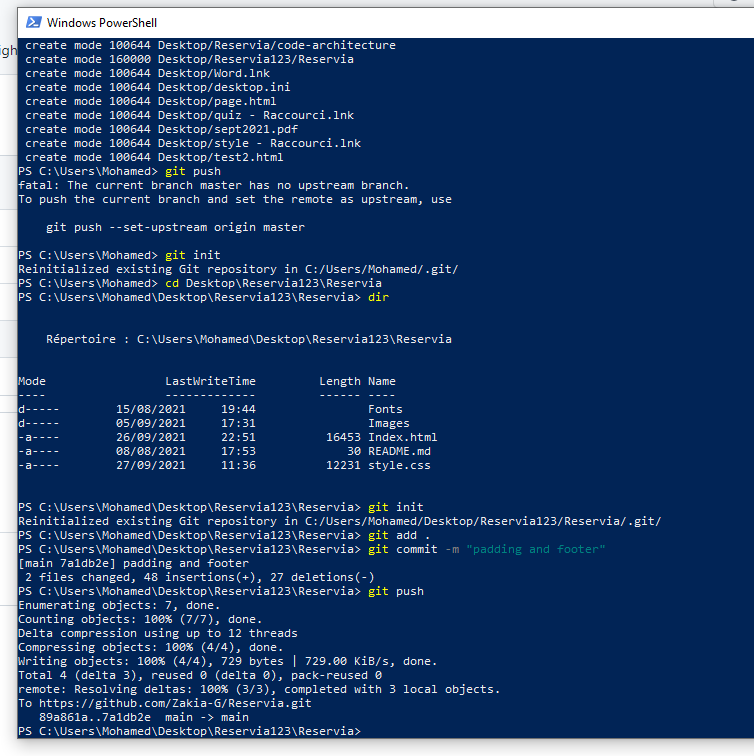 igh
Windows PowerShell
create mode 100644 Desktop/Reservia/code-architecture
create mode 160000 Desktop/Reservia123/Reservia
create mode 100644 Desktop/Word.lnk
create mode 100644 Desktop/desktop.ini
create mode 100644 Desktop/page.html
create mode 100644 Desktop/quiz - Raccourci.lnk
create mode 100644 Desktop/sept2021.pdf
create mode 100644 Desktop/style - Raccourci.lnk
create mode 100644 Desktop/test2.html
PS C:\Users\Mohamed> git push
fatal: The current branch master has no upstream branch.
To push the current branch and set the remote as upstream, use
git push --set-upstream origin master
PS C:\Users\Mohamed> git init
Reinitialized existing Git repository in C:/Users/Mohamed/.git/
PS C:\Users\Mohamed> cd Desktop\Reservia123\Reservia
PS C:\Users\Mohamed\Desktop\Reservia123\Reservia> dir
Répertoire : C:\Users\Mohamed\Desktop\Reservia123\Reservia
Mode LastWriteTime Length Name
---- ------------- ------ ----
d----- 15/08/2021 19:44 Fonts
d----- 05/09/2021 17:31 Images
-a---- 26/09/2021 22:51 16453 Index.html
-a---- 08/08/2021 17:53 30 README.md
-a---- 27/09/2021 11:36 12231 style.css
PS C:\Users\Mohamed\Desktop\Reservia123\Reservia> git init
Reinitialized existing Git repository in C:/Users/Mohamed/Desktop/Reservia123/Reservia/.git/
PS C:\Users\Mohamed\Desktop\Reservia123\Reservia> git add .
PS C:\Users\Mohamed\Desktop\Reservia123\Reservia> git commit -m "padding and footer"
[main 7a1db2e] padding and footer
2 files changed, 48 insertions(+), 27 deletions(-)
PS C:\Users\Mohamed\Desktop\Reservia123\Reservia> git push
Enumerating objects: 7, done.
Counting objects: 100% (7/7), done.
Delta compression using up to 12 threads
Compressing objects: 100% (4/4), done.
Writing objects: 100% (4/4), 729 bytes | 729.00 KiB/s, done.
Total 4 (delta 3), reused 0 (delta 0), pack-reused 0
remote: Resolving deltas: 100% (3/3), completed with 3 local objects.
To https://github.com/Zakia-G/Reservia.git
89a861a..7a1db2e main -> main
PS C:\Users\Mohamed\Desktop\Reservia123\Reservia>